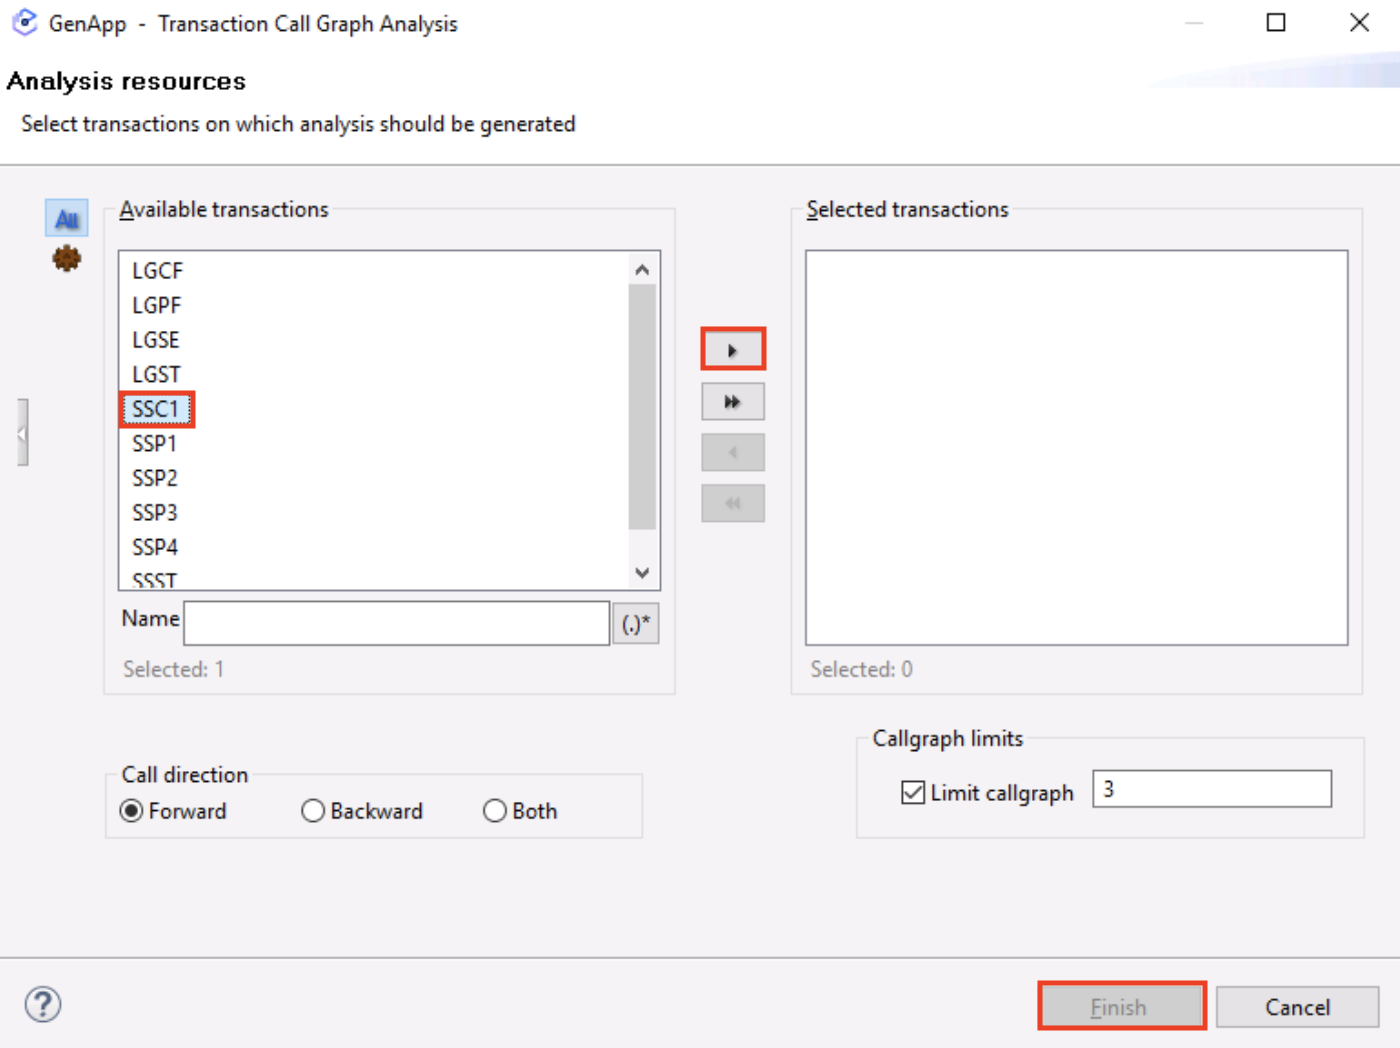 GenApp - Transaction Call Graph Analysis
Analysis resources
Select transactions on which analysis should be generated
All
Available transactions
LGCF
LGPF
LGSE
LGST
SSC1
SSP1
SSP2
SSP3
SSP4
SSST
Name
(.)*
Selected: 1
Selected transactions
Selected: 0
Call direction
Forward Backward Both
Callgraph limits
Limit callgraph 3
?
Finish Cancel